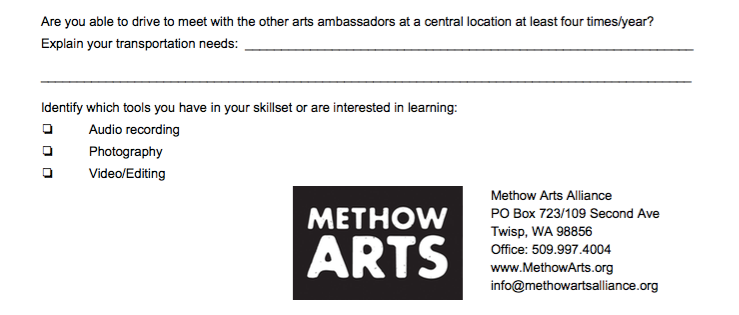 Are you able to drive to meet with the other arts ambassadors at a central location at least four times/year?
Explain your transportation needs: ________________________________________________________________
_____________________________________________________________________________________________
Identify which tools you have in your skillset or are interested in learning:
❏ Audio recording
❏ Photography
❏ Video/Editing
METHOW
ARTS
Methow Arts Alliance
PO Box 723/109 Second Ave
Twisp, WA 98856
Office: 509.997.4004
www.MethowArts.org
info@methowartsalliance.org